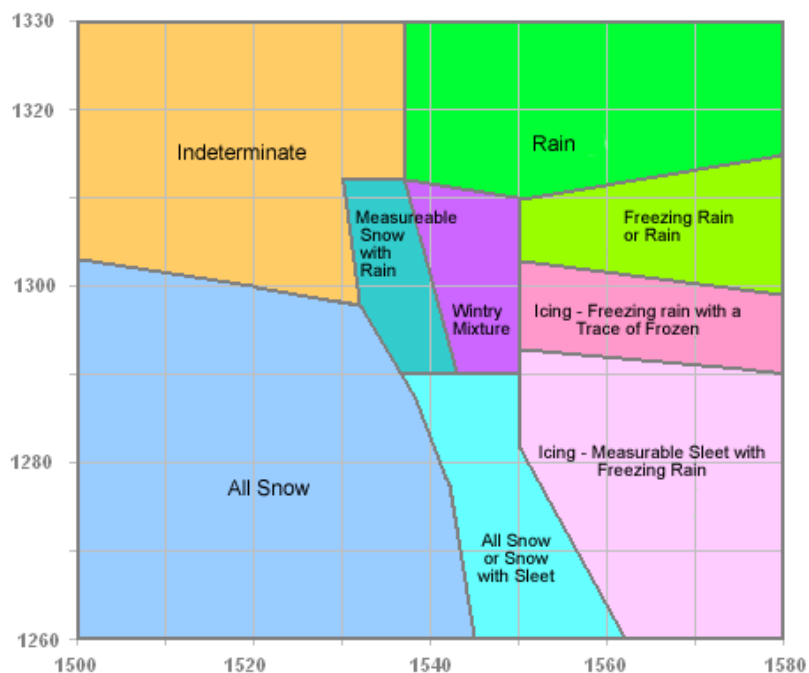 1330
1320
Indeterminate
Rain
Measureable
Snow
with
Rain
Freezing Rain
or Rain
1300
Wintry
Mixture
Icing - Freezing rain with a
Trace of Frozen
1280
All Snow
Icing - Measurable Sleet with
Freezing Rain
All Snow
or Snow
with Sleet
1260
1500
1520
1540
1560
1580